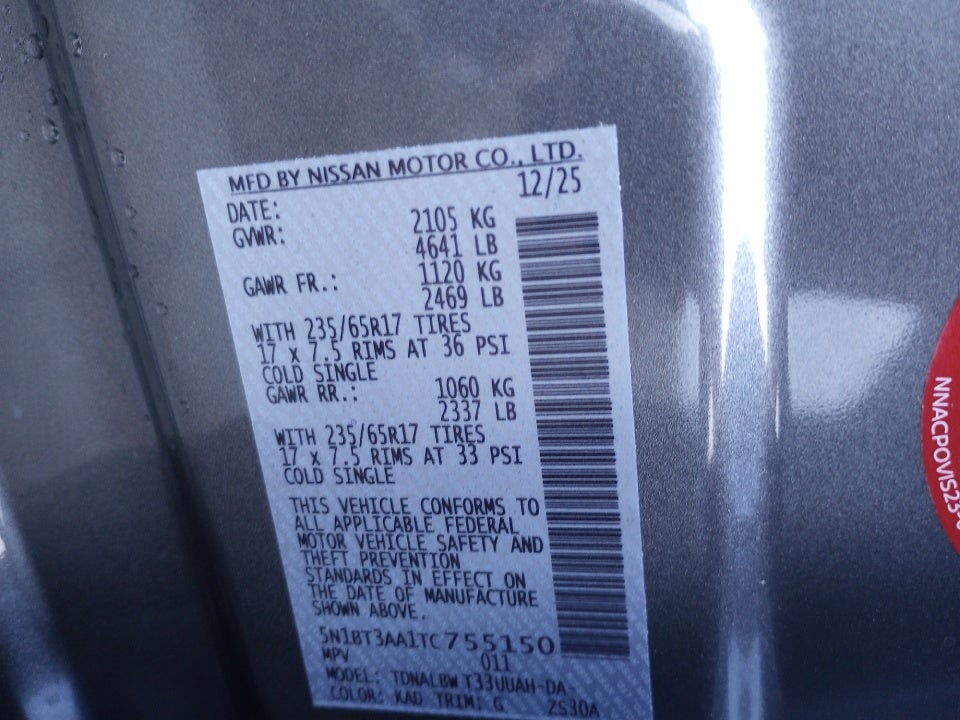 MFD BY NISSAN MOTOR CO., LTD.
DATE: 12/25
GVWR: 2105 KG
4641 LB
GAWR FR.: 1120 KG
2469 LB
WITH 235/65R17 TIRES
17 x 7.5 RIMS AT 36 PSI
COLD SINGLE
GAWR RR.: 1060 KG
2337 LB
WITH 235/65R17 TIRES
17 x 7.5 RIMS AT 33 PSI
COLD SINGLE
THIS VEHICLE CONFORMS TO
ALL APPLICABLE FEDERAL
MOTOR VEHICLE SAFETY AND
THEFT PREVENTION
STANDARDS IN EFFECT ON
THE DATE OF MANUFACTURE
SHOWN ABOVE.
5N1BT3AA1TC755150
MPV 011
MODEL: TDNALBW T33UUAH-DA-
COLOR: KAD TRIM: G 2S30A